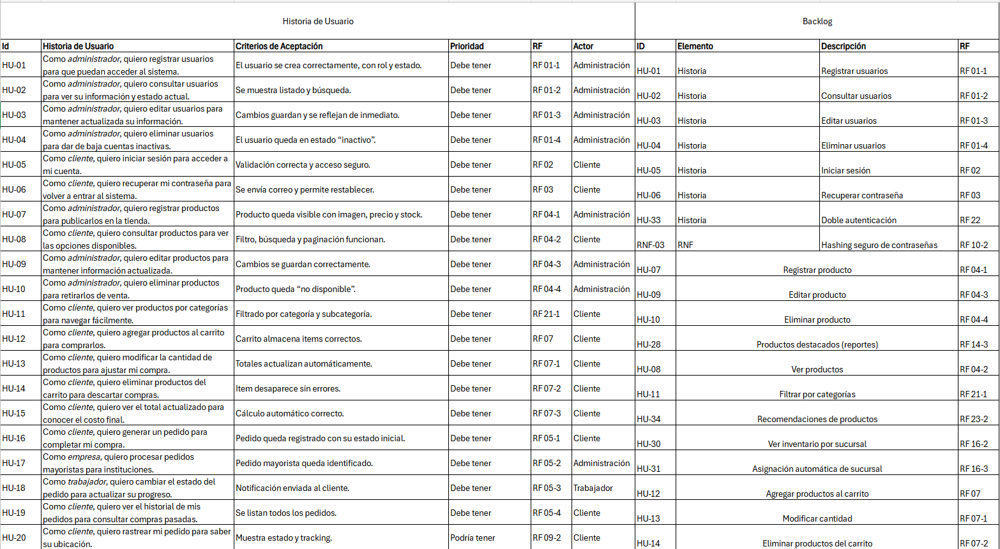 Historia de Usuario Backlog
Id Historia de Usuario Criterios de Aceptación Prioridad RF Actor ID Elemento Descripción RF
HU-01 Como administrador, quiero registrar usuarios
para que puedan acceder al sistema. El usuario se crea correctamente, con rol y estado. Debe tener RF 01-1 Administración HU-01 Historia Registrar usuarios RF 01-1
HU-02 Como administrador, quiero consultar usuarios
para ver su información y estado actual. Se muestra listado y búsqueda. Debe tener RF 01-2 Administración HU-02 Historia Consultar usuarios RF 01-2
HU-03 Como administrador, quiero editar usuarios para
mantener actualizada su información. Cambios guardan y se reflejan de inmediato. Debe tener RF 01-3 Administración HU-03 Historia Editar usuarios RF 01-3
HU-04 Como administrador, quiero eliminar usuarios
para dar de baja cuentas inactivas. El usuario queda en estado “inactivo”. Debe tener RF 01-4 Administración HU-04 Historia Eliminar usuarios RF 01-4
HU-05 Como cliente, quiero iniciar sesión para acceder a
mi cuenta. Validación correcta y acceso seguro. Debe tener RF 02 Cliente HU-05 Historia Iniciar sesión RF 02
HU-06 Como cliente, quiero recuperar mi contraseña para
volver a entrar al sistema. Se envía correo y permite restablecer. Debe tener RF 03 Cliente HU-06 Historia Recuperar contraseña RF 03
HU-07 Como administrador, quiero registrar productos
para publicarlos en la tienda. Producto queda visible con imagen, precio y stock. Debe tener RF 04-1 Administración HU-33 Historia Doble autenticación RF 22
HU-08 Como cliente, quiero consultar productos para ver
las opciones disponibles. Filtro, búsqueda y paginación funcionan. Debe tener RF 04-2 Cliente RNF-03 RNF Hashing seguro de contraseñas RF 10-2
HU-09 Como administrador, quiero editar productos para
mantener información actualizada. Cambios se guardan correctamente. Debe tener RF 04-3 Administración HU-07 Registrar producto RF 04-1
HU-10 Como administrador, quiero eliminar productos
para retirarlos de venta. Producto queda “no disponible”. Debe tener RF 04-4 Administración HU-09 Editar producto RF 04-3
HU-11 Como cliente, quiero ver productos por categorías
para navegar fácilmente. Filtrado por categoría y subcategoría. Debe tener RF 21-1 Cliente HU-10 Eliminar producto RF 04-4
HU-12 Como cliente, quiero agregar productos al carrito
para comprarlos. Carrito almacena items correctos. Debe tener RF 07 Cliente HU-28 Productos destacados (reportes) RF 14-3
HU-13 Como cliente, quiero modificar la cantidad de
productos para ajustar mi compra. Totales actualizan automáticamente. Debe tener RF 07-1 Cliente HU-08 Ver productos RF 04-2
HU-14 Como cliente, quiero eliminar productos del
carrito para descartar compras. Item desaparece sin errores. Debe tener RF 07-2 Cliente HU-11 Filtrar por categorías RF 21-1
HU-15 Como cliente, quiero ver el total actualizado para
conocer el costo final. Cálculo automático correcto. Debe tener RF 07-3 Cliente HU-34 Recomendaciones de productos RF 23-2
HU-16 Como cliente, quiero generar un pedido para
completar mi compra. Pedido queda registrado con su estado inicial. Debe tener RF 05-1 Cliente HU-30 Ver inventario por sucursal RF 16-2
HU-17 Como empresa, quiero procesar pedidos
mayoristas para instituciones. Pedido mayorista queda identificado. Debe tener RF 05-2 Administración HU-31 Asignación automática de sucursal RF 16-3
HU-18 Como trabajador, quiero cambiar el estado del
pedido para actualizar su progreso. Notificación enviada al cliente. Debe tener RF 05-3 Trabajador HU-12 Agregar productos al carrito RF 07
HU-19 Como cliente, quiero ver el historial de mis
pedidos para consultar compras pasadas. Se listan todos los pedidos. Debe tener RF 05-4 Cliente HU-13 Modificar cantidad RF 07-1
HU-20 Como cliente, quiero rastrear mi pedido para saber
su ubicación. Muestra estado y tracking. Podría tener RF 09-2 Cliente HU-14 Eliminar productos del carrito RF 07-2